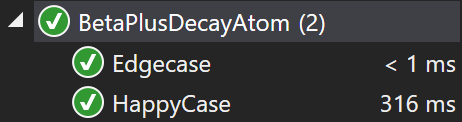 BetaPlusDecayAtom (2)
Edgecase < 1 ms
HappyCase 316 ms